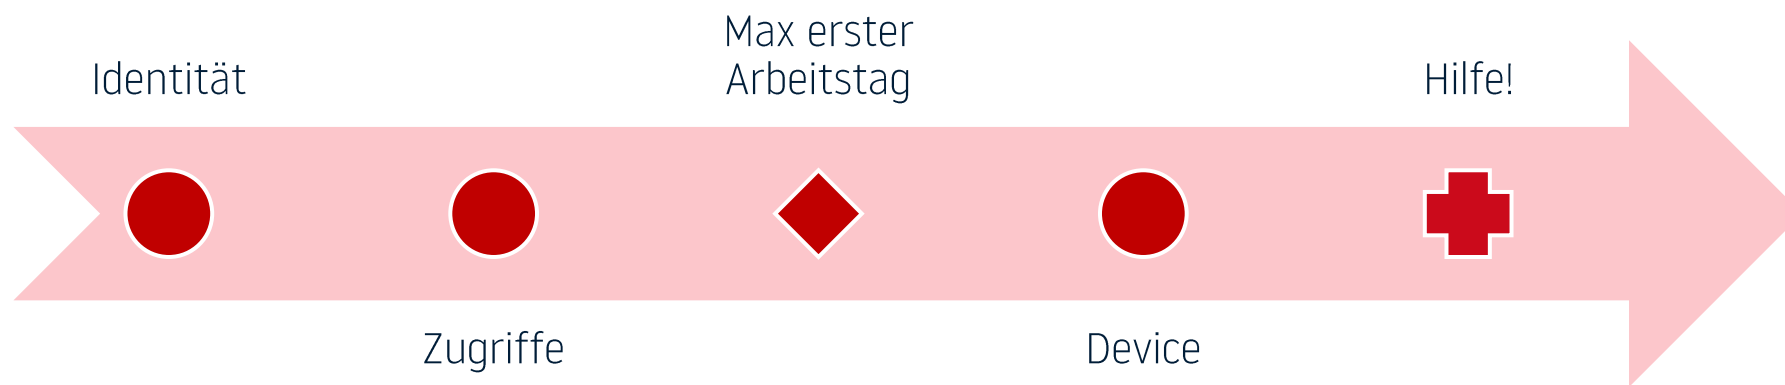 Identität
Zugriffe
Max erster
Arbeitstag
Device
Hilfe!